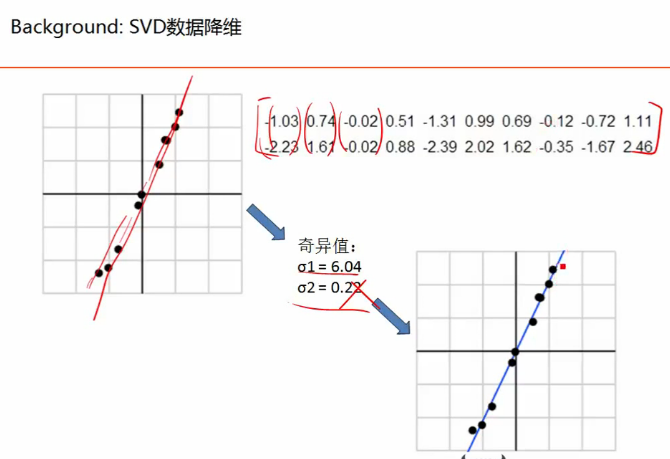 Background: SVD数据降维
-1.03 0.74 -0.02 0.51 -1.31 0.99 0.69 -0.12 -0.72 1.11
-2.23 1.61 -0.02 0.88 -2.39 2.02 1.62 -0.35 -1.67 2.46
奇异值：
σ1 = 6.04
σ2 = 0.22